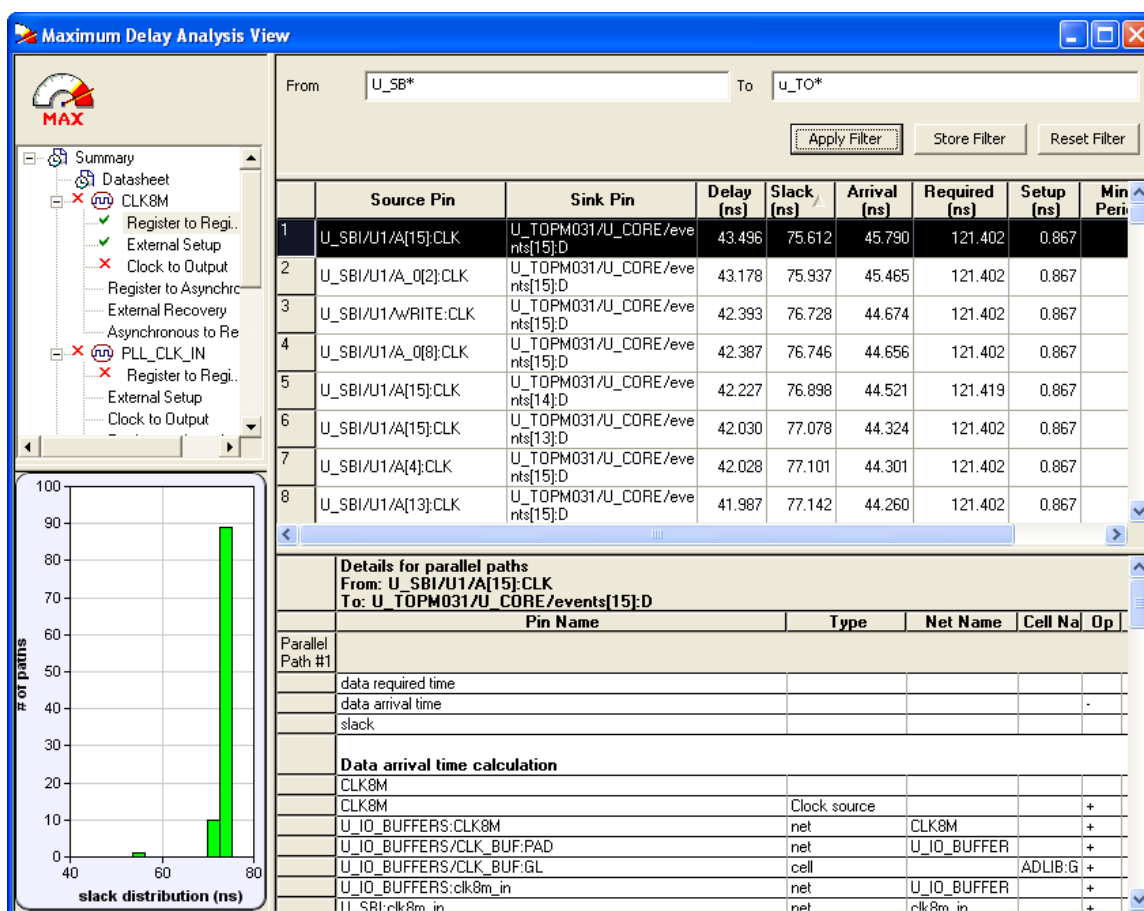 Maximum Delay Analysis View
MAX
From U_SB* To u_TO*
Apply Filter Store Filter Reset Filter
Summary
Datasheet
CLK8M
Register to Regi..
External Setup
Clock to Output
Register to Asynchro
External Recovery
Asynchronous to Re
PLL_CLK_IN
Register to Regi..
External Setup
Clock to Output
Source Pin Sink Pin Delay (ns) Slack (ns) Arrival (ns) Required (ns) Setup (ns) Min Peri
1 U_SBI/U1/A[15]:CLK U_TOPM031/U_CORE/events[15]:D 43.496 75.612 45.790 121.402 0.867
2 U_SBI/U1/A_0[2]:CLK U_TOPM031/U_CORE/events[15]:D 43.178 75.937 45.465 121.402 0.867
3 U_SBI/U1/WRITE:CLK U_TOPM031/U_CORE/events[15]:D 42.393 76.728 44.674 121.402 0.867
4 U_SBI/U1/A_0[8]:CLK U_TOPM031/U_CORE/events[15]:D 42.387 76.746 44.656 121.402 0.867
5 U_SBI/U1/A[15]:CLK U_TOPM031/U_CORE/events[14]:D 42.227 76.898 44.521 121.419 0.867
6 U_SBI/U1/A[15]:CLK U_TOPM031/U_CORE/events[13]:D 42.030 77.078 44.324 121.402 0.867
7 U_SBI/U1/A[4]:CLK U_TOPM031/U_CORE/events[15]:D 42.028 77.101 44.301 121.402 0.867
8 U_SBI/U1/A[13]:CLK U_TOPM031/U_CORE/events[15]:D 41.987 77.142 44.260 121.402 0.867
100
90
80
70
60
50
40
30
20
10
0
# of paths
40 60 80
slack distribution (ns)
Details for parallel paths
From: U_SBI/U1/A[15]:CLK
To: U_TOPM031/U_CORE/events[15]:D
Pin Name Type Net Name Cell Na Op
Parallel Path #1
data required time
data arrival time -
slack
Data arrival time calculation
CLK8M
CLK8M Clock source +
U_IO_BUFFERS:CLK8M net CLK8M +
U_IO_BUFFERS/CLK_BUF:PAD net U_IO_BUFFER +
U_IO_BUFFERS/CLK_BUF:GL cell ADLIB:G +
U_IO_BUFFERS:clk8m_in net U_IO_BUFFER +
U_SBI:clk8m_in net clk8m_in +